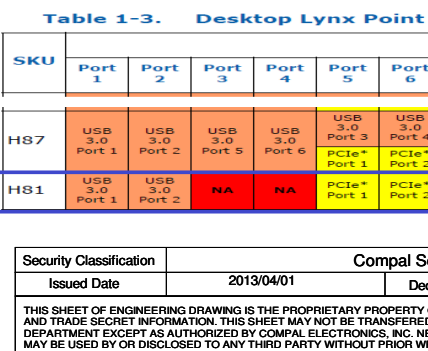 Table 1-3. Desktop Lynx Point
SKU
Port 1 Port 2 Port 3 Port 4 Port 5 Port 6
H87
USB 3.0 Port 1
USB 3.0 Port 2
USB 3.0 Port 5
USB 3.0 Port 6
USB 3.0 Port 3
USB 3.0 Port 4
PCIe* Port 1
PCIe* Port 2
H81
USB 3.0 Port 1
USB 3.0 Port 2
NA
NA
PCIe* Port 1
PCIe* Port 2
Security Classification Compal Se
Issued Date 2013/04/01 Dec
THIS SHEET OF ENGINEERING DRAWING IS THE PROPRIETARY PROPERTY
AND TRADE SECRET INFORMATION. THIS SHEET MAY NOT BE TRANSFERED
DEPARTMENT EXCEPT AS AUTHORIZED BY COMPAL ELECTRONICS, INC. NE
MAY BE USED BY OR DISCLOSED TO ANY THIRD PARTY WITHOUT PRIOR WR